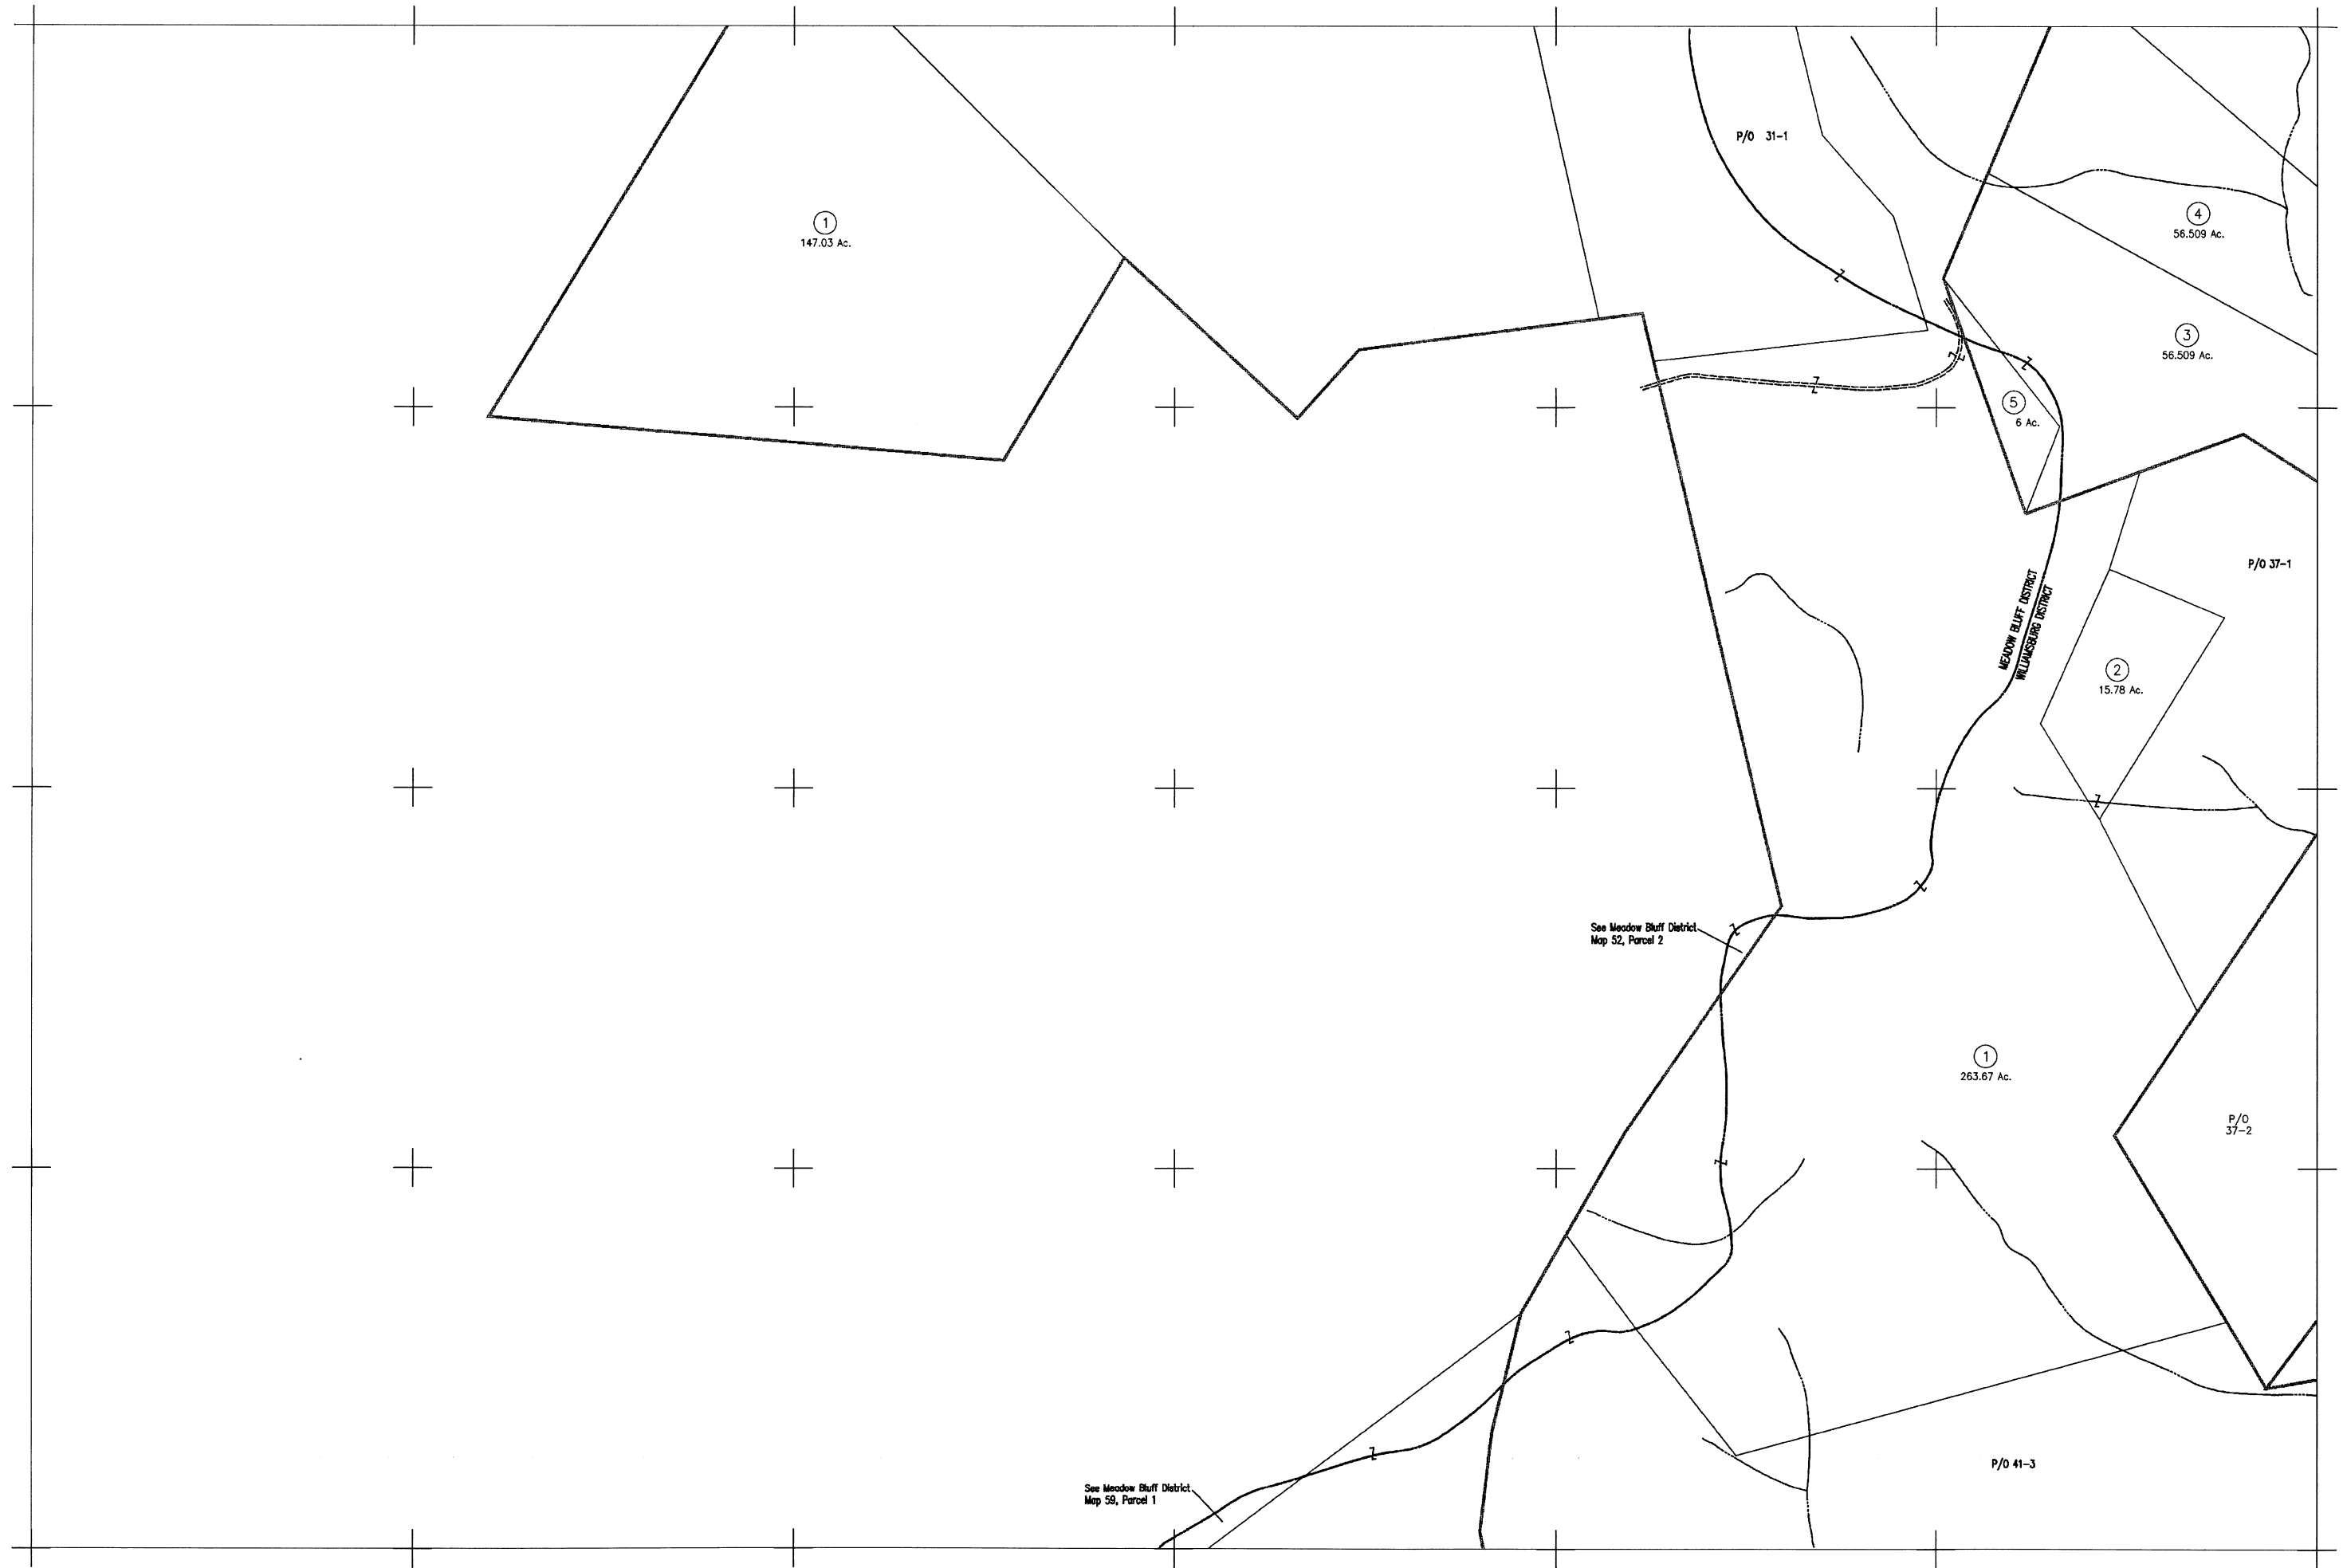 P/O 31-1
4
56.509 Ac.
1
147.03 Ac.
3
56.509 Ac.
5
6 Ac.
P/O 37-1
MEADOW BLUFF DISTRICT
WILLIAMSBURG DISTRICT
2
15.78 Ac.
See Meadow Bluff District
Map 52, Parcel 2
1
263.67 Ac.
P/O
37-2
P/O 41-3
See Meadow Bluff District
Map 59, Parcel 1